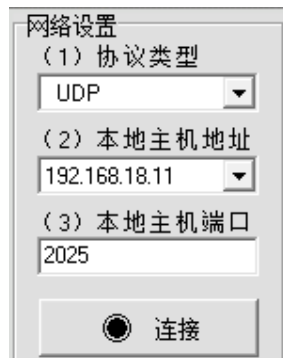 网络设置
(1) 协议类型
UDP
(2) 本地主机地址
192.168.18.11
(3) 本地主机端口
2025
连接